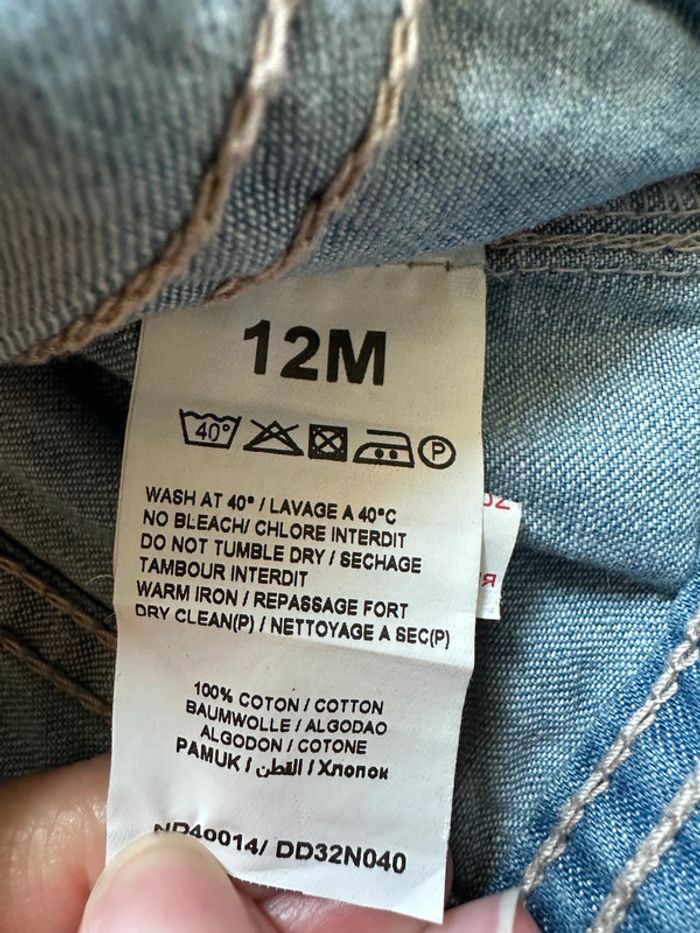 12M
40°
P
WASH AT 40° / LAVAGE A 40°C
NO BLEACH/ CHLORE INTERDIT
DO NOT TUMBLE DRY / SECHAGE
TAMBOUR INTERDIT
WARM IRON / REPASSAGE FORT
DRY CLEAN(P) / NETTOYAGE A SEC(P)
100% COTON / COTTON
BAUMWOLLE / ALGODAO
ALGODON / COTONE
PAMUK / القطن / Хлопок
DD32N040